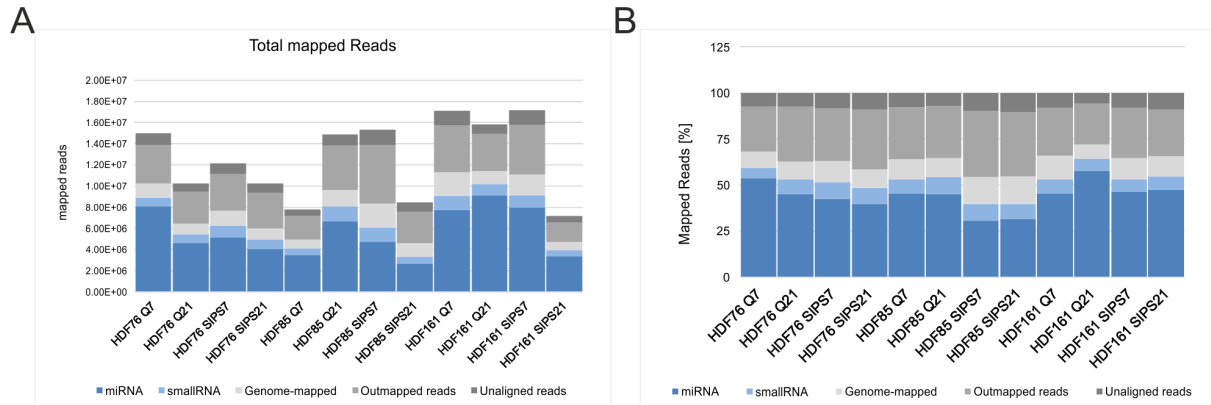 A
Total mapped Reads
mapped reads
2.00E+07
1.80E+07
1.60E+07
1.40E+07
1.20E+07
1.00E+07
8.00E+06
6.00E+06
4.00E+06
2.00E+06
0.00E+00
HDF76 Q7
HDF76 Q21
HDF76 SIPS7
HDF76 SIPS21
HDF85 Q7
HDF85 Q21
HDF85 SIPS7
HDF85 SIPS21
HDF161 Q7
HDF161 Q21
HDF161 SIPS7
HDF161 SIPS21
miRNA smallRNA Genome-mapped Outmapped reads Unaligned reads
B
Mapped Reads [%]
125
100
75
50
25
0
HDF76 Q7
HDF76 Q21
HDF76 SIPS7
HDF76 SIPS21
HDF85 Q7
HDF85 Q21
HDF85 SIPS7
HDF85 SIPS21
HDF161 Q7
HDF161 Q21
HDF161 SIPS7
HDF161 SIPS21
miRNA smallRNA Genome-mapped Outmapped reads Unaligned reads